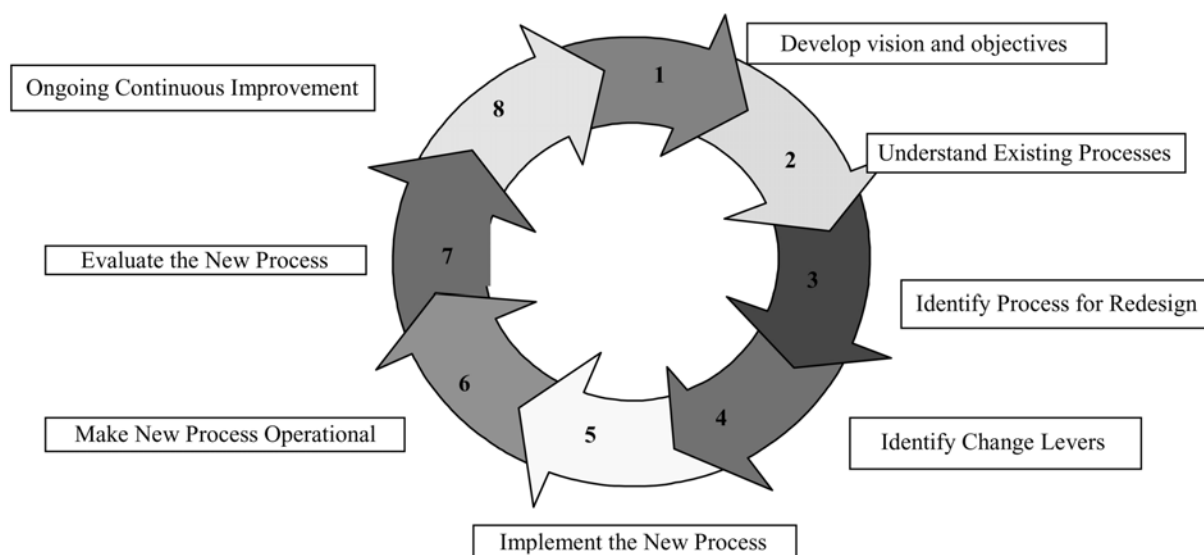 1
Develop vision and objectives
2
Understand Existing Processes
3
Identify Process for Redesign
4
Identify Change Levers
5
Implement the New Process
6
Make New Process Operational
7
Evaluate the New Process
8
Ongoing Continuous Improvement